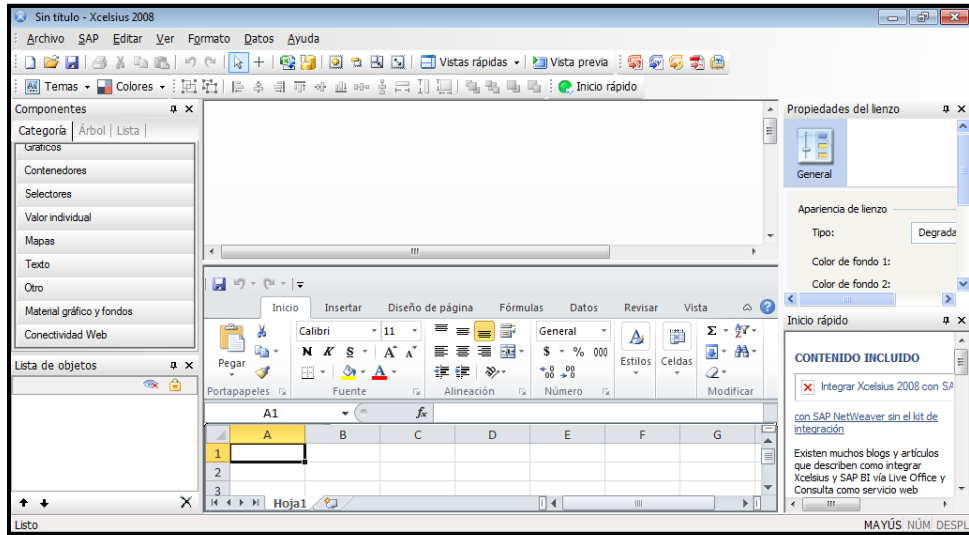 Sin título - Xcelsius 2008
Archivo SAP Editar Ver Formato Datos Ayuda
Vistas rápidas Vista previa
Temas Colores Inicio rápido
Componentes
Categoría Árbol Lista
Gráficos
Contenedores
Selectores
Valor individual
Mapas
Texto
Otro
Material gráfico y fondos
Conectividad Web
Lista de objetos
Inicio Insertar Diseño de página Fórmulas Datos Revisar Vista
Pegar
Calibri 11
N K S
A A
A
General
$ % 000
Estilos Celdas
Portapapeles Fuente Alineación Número Modificar
A1 fx
A B C D E F G
1
2
3
Hoja1
Propiedades del lienzo
General
Apariencia de lienzo
Tipo: Degrada
Color de fondo 1:
Color de fondo 2:
Inicio rápido
CONTENIDO INCLUIDO
Integrar Xcelsius 2008 con SA
con SAP NetWeaver sin el kit de
integración
Existen muchos blogs y artículos
que describen como integrar
Xcelsius y SAP BI vía Live Office y
Consulta como servicio web
Listo
MAYÚS NÚM DESPL